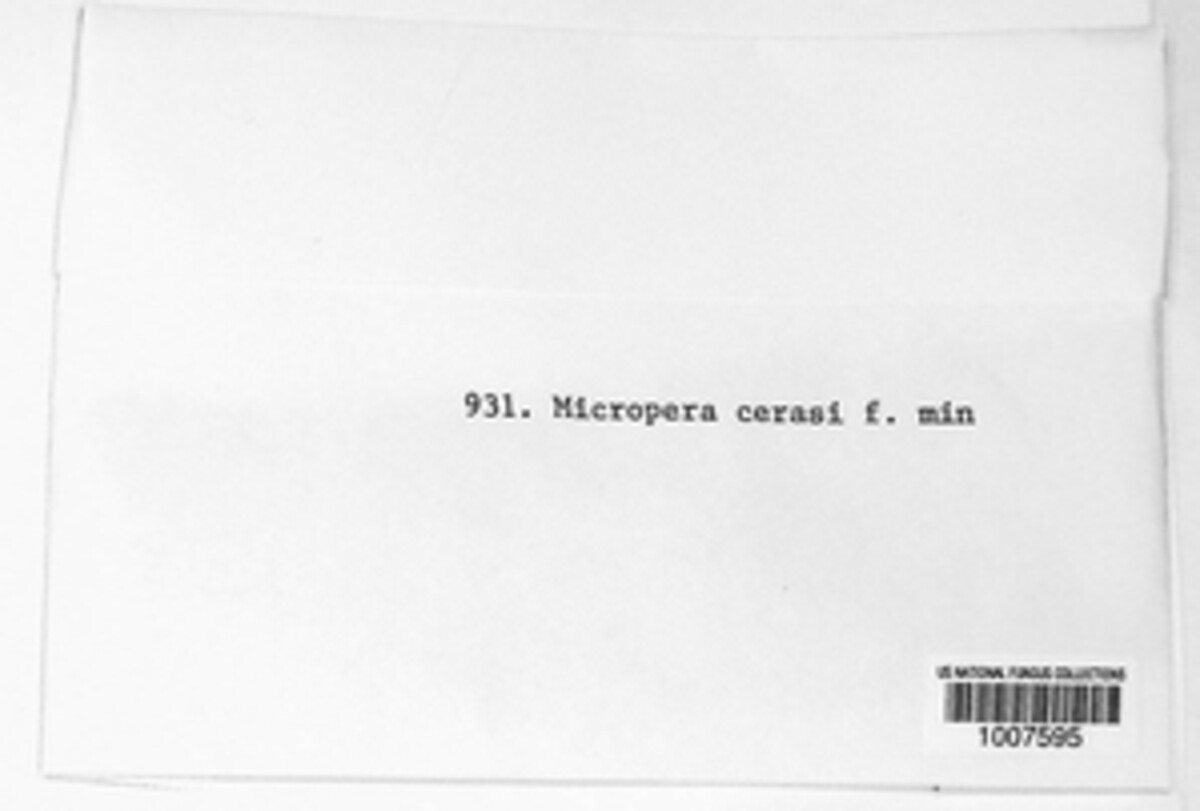 931. Micropera cerasi f. min
US NATIONAL FUNGUS COLLECTIONS
1007595